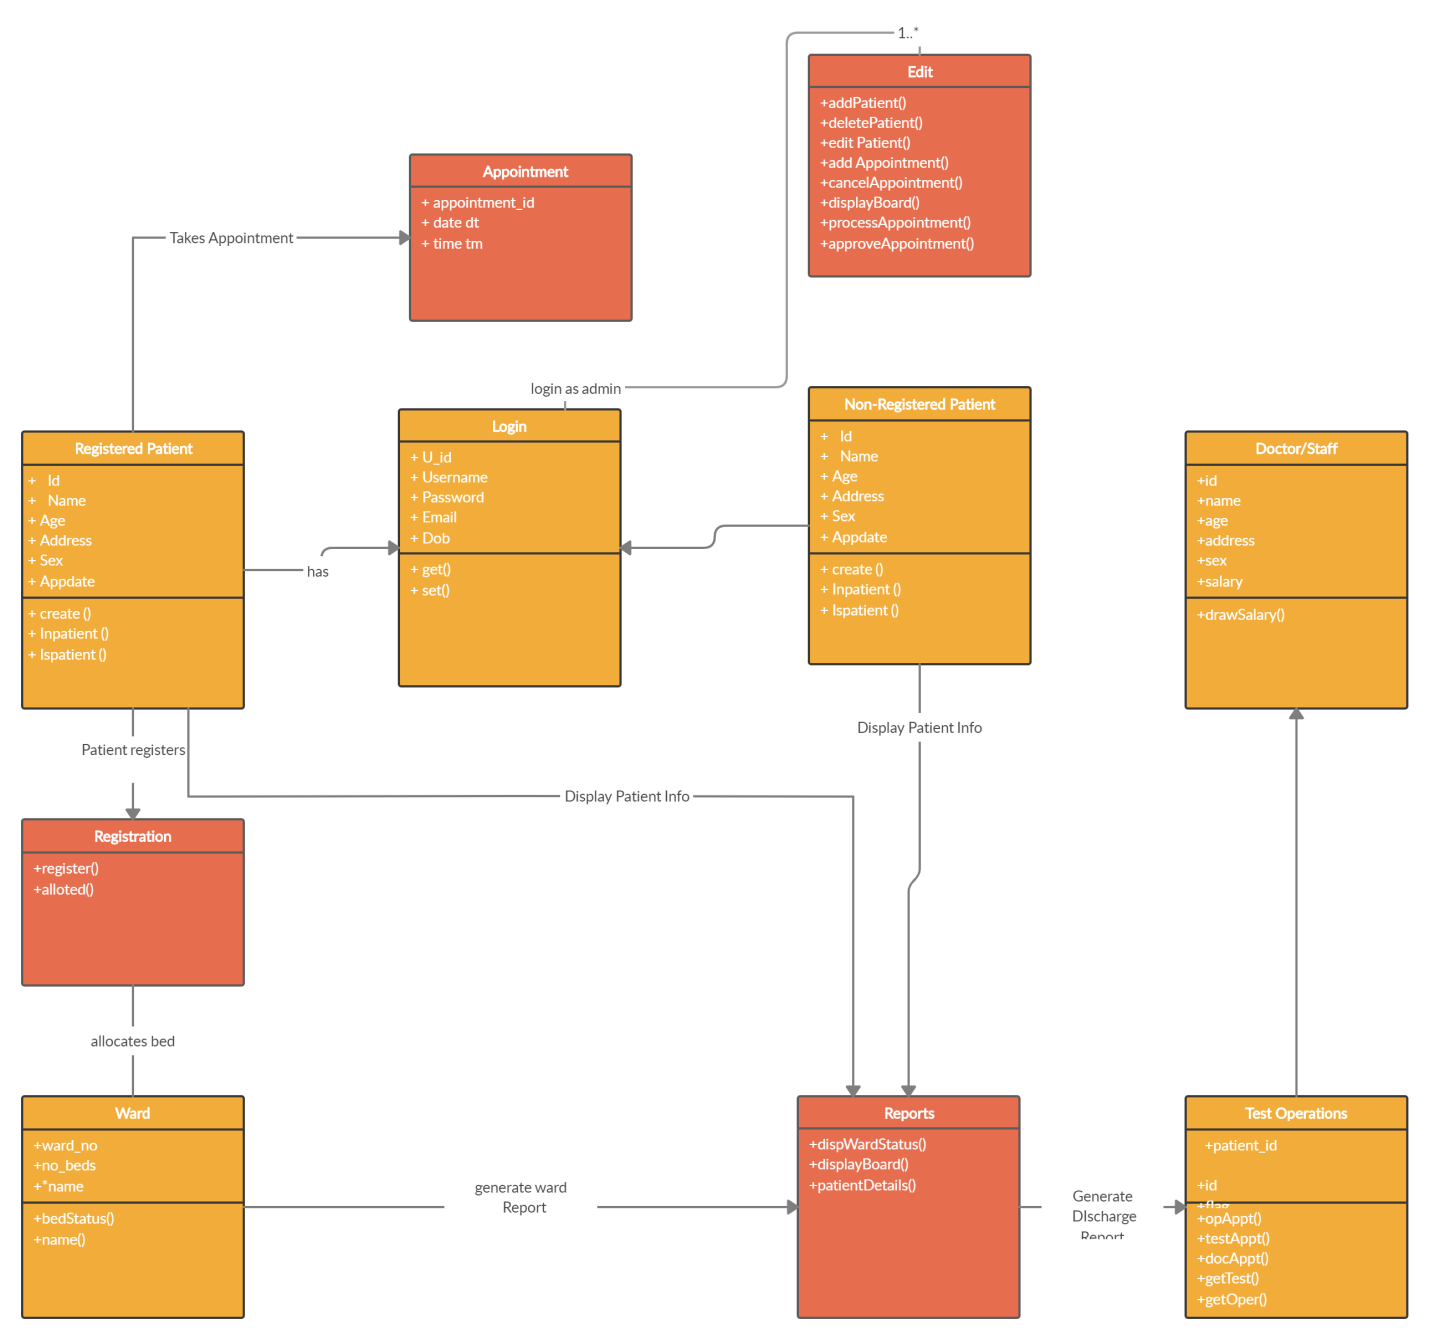 1..*
Edit
+addPatient()
+deletePatient()
+edit Patient()
+add Appointment()
+cancelAppointment()
+displayBoard()
+processAppointment()
+approveAppointment()
Appointment
+ appointment_id
+ date dt
+ time tm
Takes Appointment
login as admin
Registered Patient
+ Id
+ Name
+ Age
+ Address
+ Sex
+ Appdate
+ create ()
+ Inpatient ()
+ Ispatient ()
has
Login
+ U_id
+ Username
+ Password
+ Email
+ Dob
+ get()
+ set()
Non-Registered Patient
+ Id
+ Name
+ Age
+ Address
+ Sex
+ Appdate
+ create ()
+ Inpatient ()
+ Ispatient ()
Doctor/Staff
+id
+name
+age
+address
+sex
+salary
+drawSalary()
Patient registers
Display Patient Info
Display Patient Info
Registration
+register()
+alloted()
allocates bed
Ward
+ward_no
+no_beds
+*name
+bedStatus()
+name()
generate ward
Report
Reports
+dispWardStatus()
+displayBoard()
+patientDetails()
Generate
DIscharge
Report
Test Operations
+patient_id
+id
+flag
+opAppt()
+testAppt()
+docAppt()
+getTest()
+getOper()